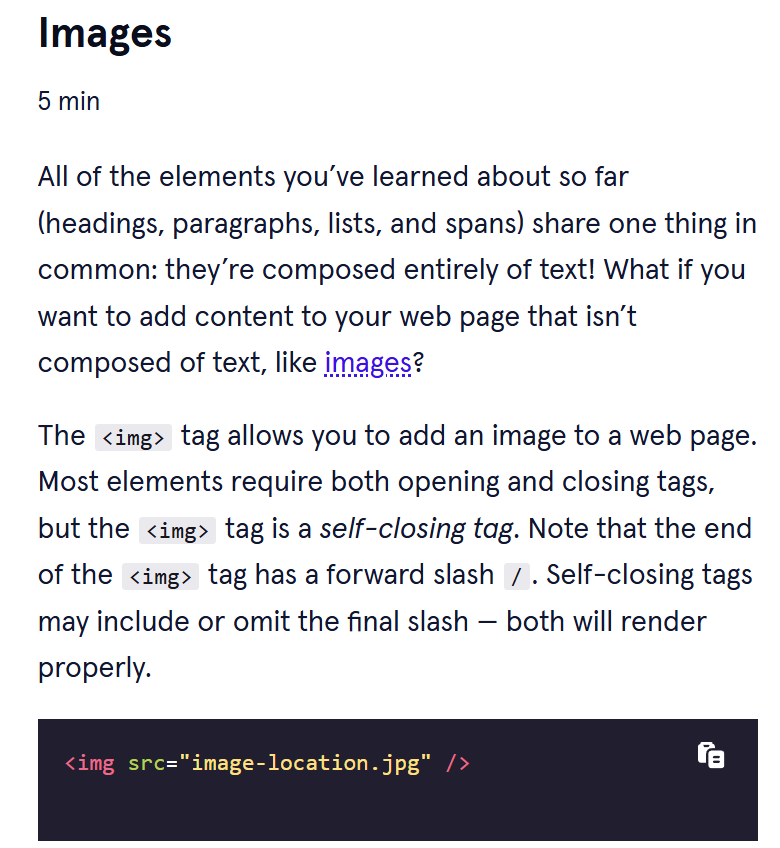 Images
5 min
All of the elements you’ve learned about so far
(headings, paragraphs, lists, and spans) share one thing in
common: they’re composed entirely of text! What if you
want to add content to your web page that isn’t
composed of text, like images?
The <img> tag allows you to add an image to a web page.
Most elements require both opening and closing tags,
but the <img> tag is a self-closing tag. Note that the end
of the <img> tag has a forward slash /. Self-closing tags
may include or omit the final slash — both will render
properly.
<img src="image-location.jpg" />